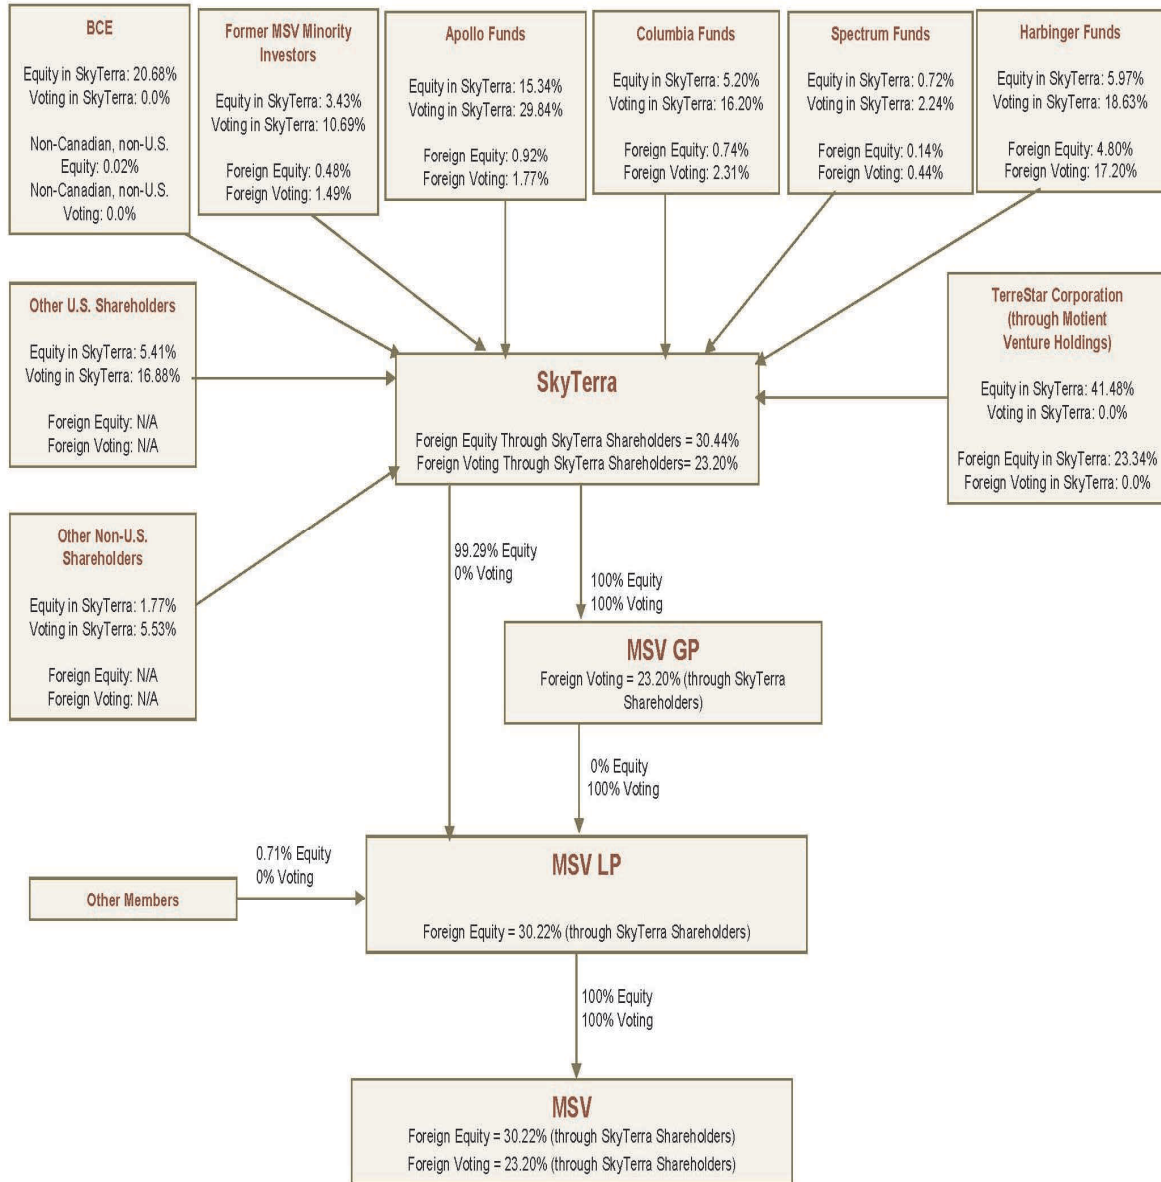 BCE
Equity in SkyTerra: 20.68%
Voting in SkyTerra: 0.0%
Non-Canadian, non-U.S.
Equity: 0.02%
Non-Canadian, non-U.S.
Voting: 0.0%
Former MSV Minority
Investors
Equity in SkyTerra: 3.43%
Voting in SkyTerra: 10.69%
Foreign Equity: 0.48%
Foreign Voting: 1.49%
Apollo Funds
Equity in SkyTerra: 15.34%
Voting in SkyTerra: 29.84%
Foreign Equity: 0.92%
Foreign Voting: 1.77%
Columbia Funds
Equity in SkyTerra: 5.20%
Voting in SkyTerra: 16.20%
Foreign Equity: 0.74%
Foreign Voting: 2.31%
Spectrum Funds
Equity in SkyTerra: 0.72%
Voting in SkyTerra: 2.24%
Foreign Equity: 0.14%
Foreign Voting: 0.44%
Harbinger Funds
Equity in SkyTerra: 5.97%
Voting in SkyTerra: 18.63%
Foreign Equity: 4.80%
Foreign Voting: 17.20%
Other U.S. Shareholders
Equity in SkyTerra: 5.41%
Voting in SkyTerra: 16.88%
Foreign Equity: N/A
Foreign Voting: N/A
SkyTerra
Foreign Equity Through SkyTerra Shareholders = 30.44%
Foreign Voting Through SkyTerra Shareholders= 23.20%
TerreStar Corporation
(through Motient
Venture Holdings)
Equity in SkyTerra: 41.48%
Voting in SkyTerra: 0.0%
Foreign Equity in SkyTerra: 23.34%
Foreign Voting in SkyTerra: 0.0%
Other Non-U.S.
Shareholders
Equity in SkyTerra: 1.77%
Voting in SkyTerra: 5.53%
Foreign Equity: N/A
Foreign Voting: N/A
99.29% Equity
0% Voting
100% Equity
100% Voting
MSV GP
Foreign Voting = 23.20% (through SkyTerra
Shareholders)
0% Equity
100% Voting
0.71% Equity
0% Voting
Other Members
MSV LP
Foreign Equity = 30.22% (through SkyTerra Shareholders)
100% Equity
100% Voting
MSV
Foreign Equity = 30.22% (through SkyTerra Shareholders)
Foreign Voting = 23.20% (through SkyTerra Shareholders)